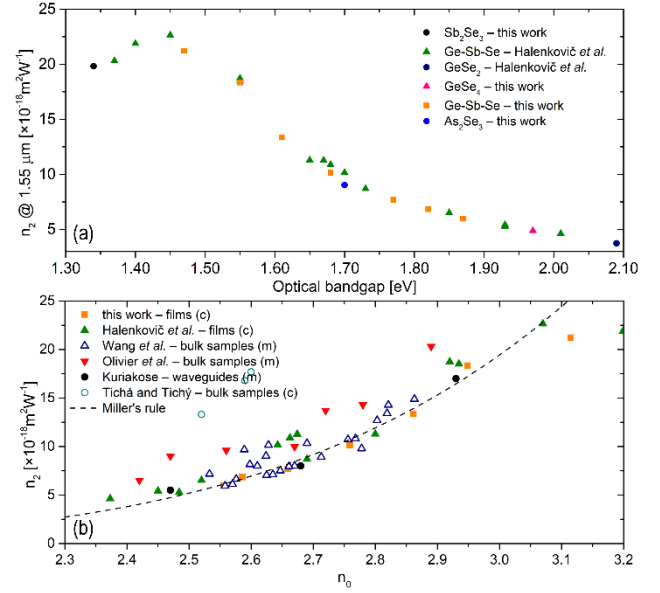 25
20
15
10
5
n₂ @ 1.55 μm [×10⁻¹⁸m²W⁻¹]
Sb₂Se₃ – this work
Ge-Sb-Se – Halenkovič et al.
GeSe₂ – Halenkovič et al.
GeSe₄ – this work
Ge-Sb-Se – this work
As₂Se₃ – this work
(a)
1.30 1.40 1.50 1.60 1.70 1.80 1.90 2.00 2.10
Optical bandgap [eV]
25
20
15
10
5
0
n₂ [×10⁻¹⁸m²W⁻¹]
this work – films (c)
Halenkovič et al. – films (c)
Wang et al. – bulk samples (m)
Olivier et al. – bulk samples (m)
Kuriakose – waveguides (m)
Tichá and Tichý – bulk samples (c)
Miller's rule
(b)
2.3 2.4 2.5 2.6 2.7 2.8 2.9 3.0 3.1 3.2
n₀